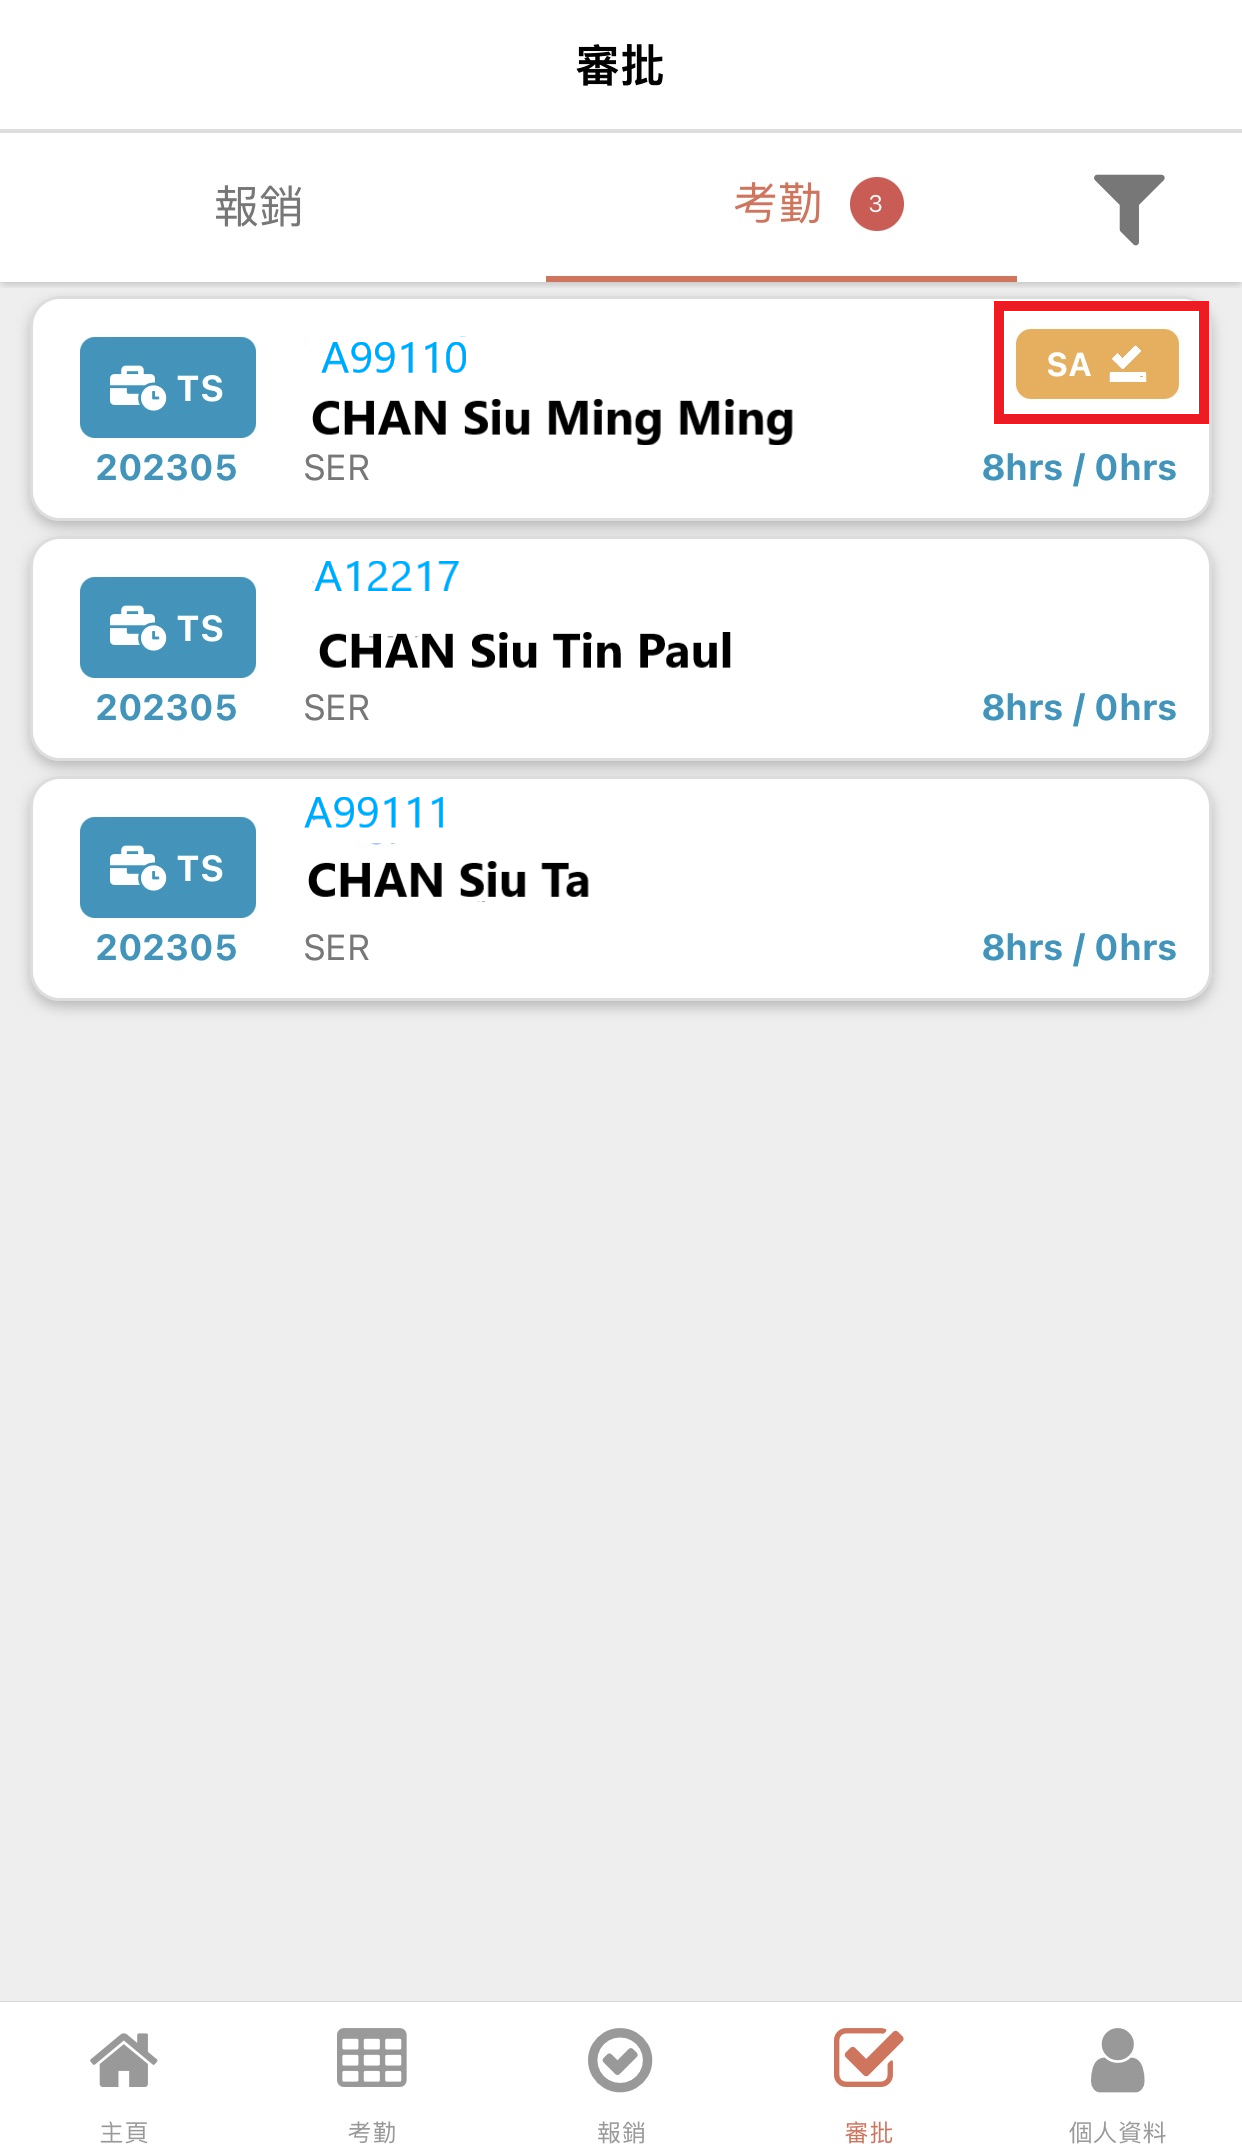 審批
報銷
考勤 3
TS
A99110
SA
CHAN Siu Ming Ming
202305
SER
8hrs / 0hrs
TS
A12217
CHAN Siu Tin Paul
202305
SER
8hrs / 0hrs
TS
A99111
CHAN Siu Ta
202305
SER
8hrs / 0hrs
主頁
考勤
報銷
審批
個人資料